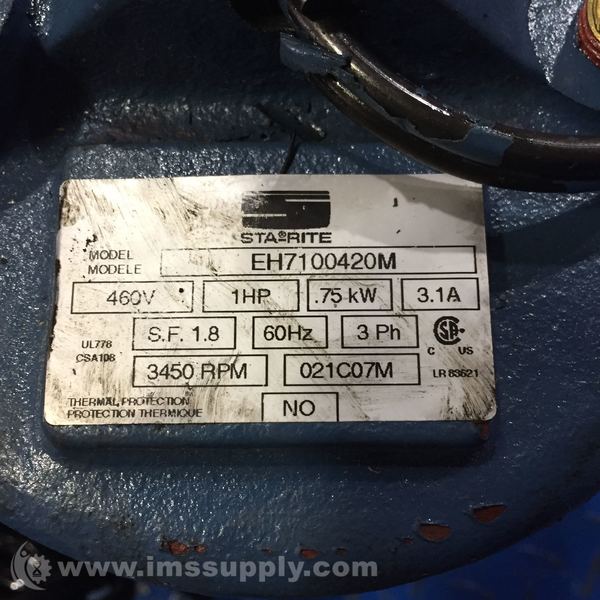 STA®RITE
MODEL
MODELE EH7100420M
460V 1HP .75 kW 3.1A
UL778
CSA108 S.F. 1.8 60Hz 3 Ph C US
3450 RPM 021C07M LR 83621
THERMAL PROTECTION
PROTECTION THERMIQUE NO
www.imssupply.com